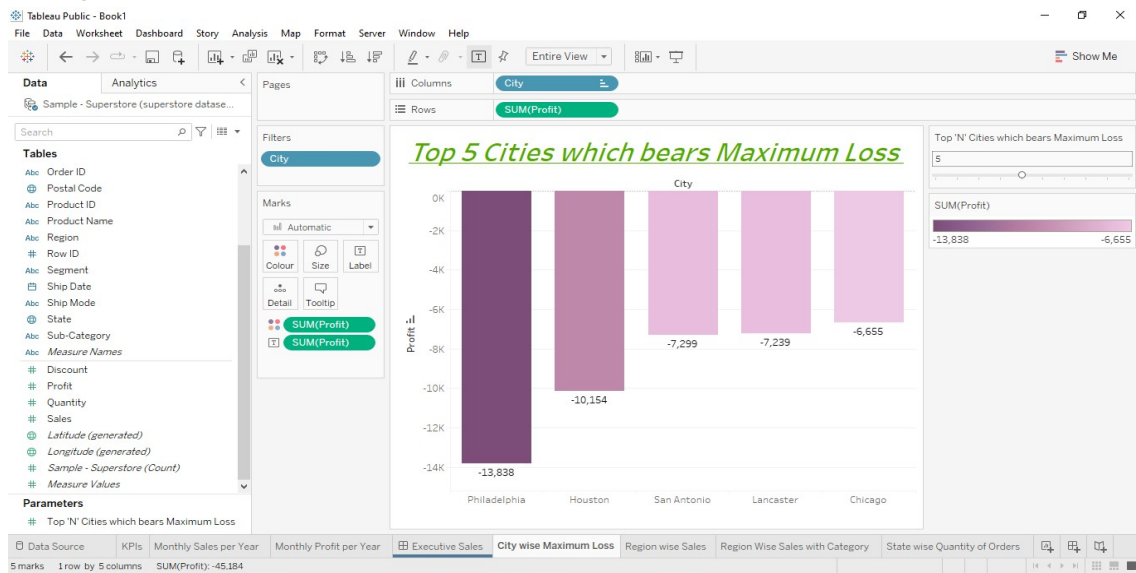 Tableau Public - Book1
File Data Worksheet Dashboard Story Analysis Map Format Server Window Help
Entire View
Show Me
Data Analytics
Sample - Superstore (superstore datase...
Search
Tables
Abc Order ID
Postal Code
Abc Product ID
Abc Product Name
Abc Region
# Row ID
Abc Segment
Ship Date
Abc Ship Mode
State
Abc Sub-Category
Abc Measure Names
# Discount
# Profit
# Quantity
# Sales
Latitude (generated)
Longitude (generated)
# Sample - Superstore (Count)
# Measure Values
Parameters
# Top 'N' Cities which bears Maximum Loss
Pages
Filters
City
Marks
Automatic
Colour Size Label
Detail Tooltip
SUM(Profit)
SUM(Profit)
Columns City
Rows SUM(Profit)
Top 5 Cities which bears Maximum Loss
City
Profit
0K
-2K
-4K
-6K
-8K
-10K
-12K
-14K
-13,838
-10,154
-7,299
-7,239
-6,655
Philadelphia Houston San Antonio Lancaster Chicago
Top 'N' Cities which bears Maximum Loss
5
SUM(Profit)
-13,838 -6,655
Data Source KPIs Monthly Sales per Year Monthly Profit per Year Executive Sales City wise Maximum Loss Region wise Sales Region Wise Sales with Category State wise Quantity of Orders
5 marks 1 row by 5 columns SUM(Profit): -45,184